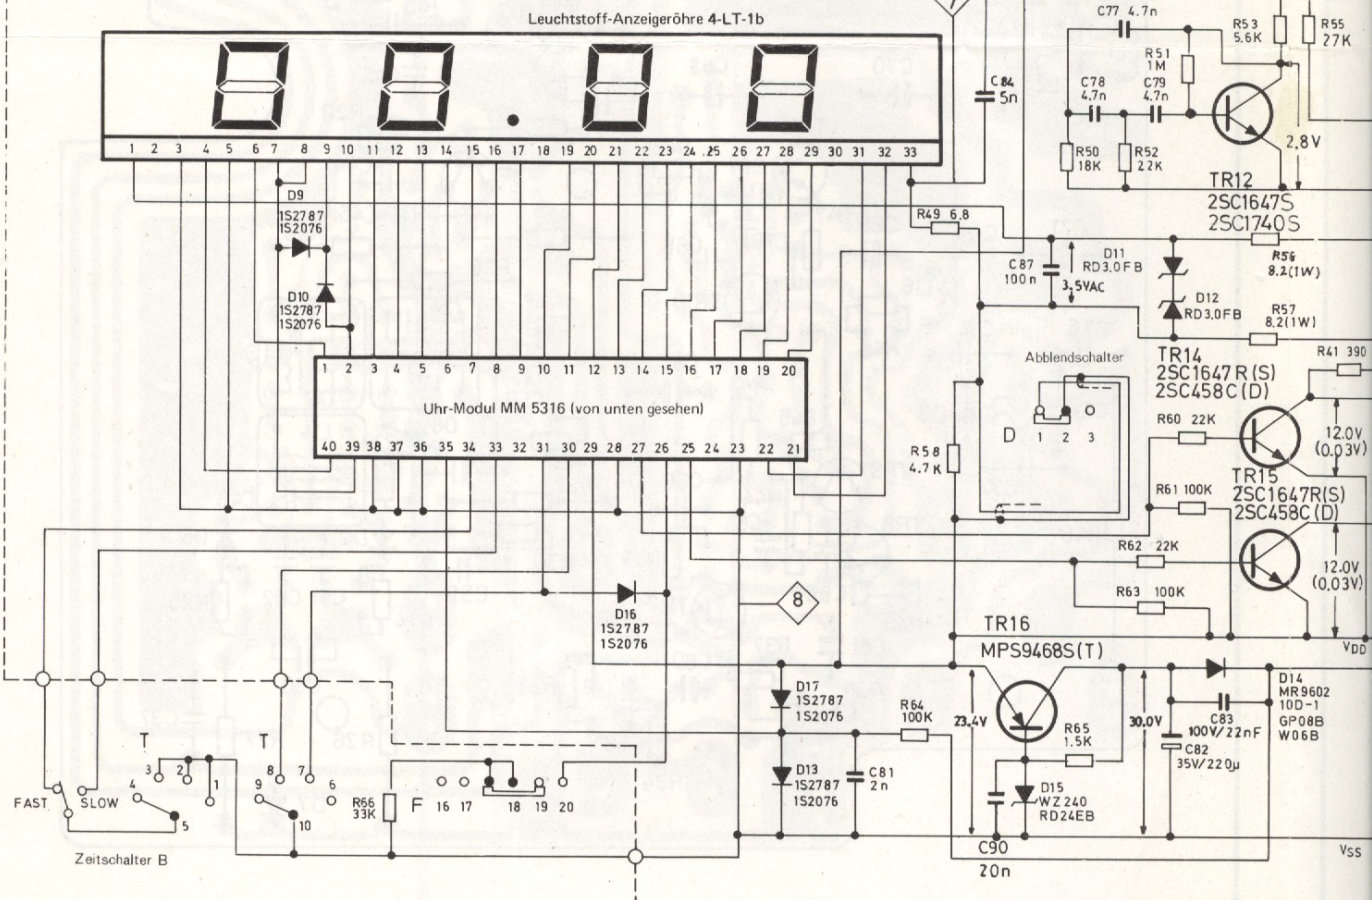 Leuchtstoff-Anzeigeröhre 4-LT-1b
1 2 3 4 5 6 7 8 9 10 11 12 13 14 15 16 17 18 19 20 21 22 23 24 25 26 27 28 29 30 31 32 33
D9
1S2787
1S2076
D10
1S2787
1S2076
1 2 3 4 5 6 7 8 9 10 11 12 13 14 15 16 17 18 19 20
Uhr-Modul MM 5316 (von unten gesehen)
40 39 38 37 36 35 34 33 32 31 30 29 28 27 26 25 24 23 22 21
C84
5n
C77 4.7n
R51
1M
R53
5.6K
R55
27K
C78
4.7n
C79
4.7n
R50
18K
R52
22K
2,8V
TR12
2SC1647S
2SC1740S
R49 6.8
C87
100n
3,5VAC
D11
RD3,0FB
D12
RD3,0FB
R56
8.2(1W)
R57
8.2(1W)
R41 390
Abblendschalter
D 1 2 3
TR14
2SC1647R(S)
2SC458C(D)
R60 22K
12.0V
(0,03V)
R58
4.7K
TR15
2SC1647R(S)
2SC458C(D)
R61 100K
R62 22K
12.0V
(0,03V)
R63 100K
8
D16
1S2787
1S2076
TR16
MPS9468S(T)
VDD
D17
1S2787
1S2076
R64
100K
23.4V
R65
1.5K
30.0V
D14
MR9602
10D-1
GP08B
W06B
C83
100V/22nF
C82
35V/220µ
D13
1S2787
1S2076
C81
2n
D15
WZ240
RD24EB
C90
20n
VSS
T
T
3 2 1
4
5
8 7
9 6
10
FAST
SLOW
R66
33K
F 16 17 18 19 20
Zeitschalter B